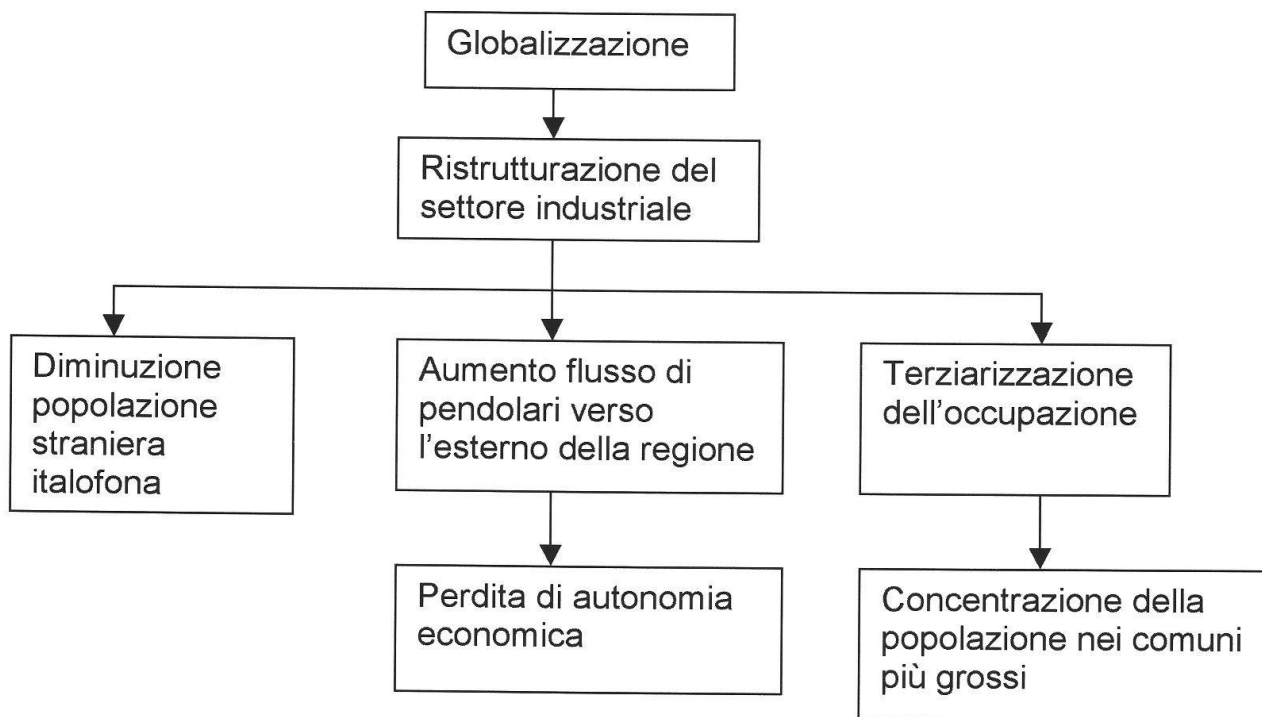 Globalizzazione
Ristrutturazione del
settore industriale
Diminuzione
popolazione
straniera
italofona
Aumento flusso di
pendolari verso
l'esterno della regione
Terziarizzazione
dell'occupazione
Perdita di autonomia
economica
Concentrazione della
popolazione nei comuni
più grossi